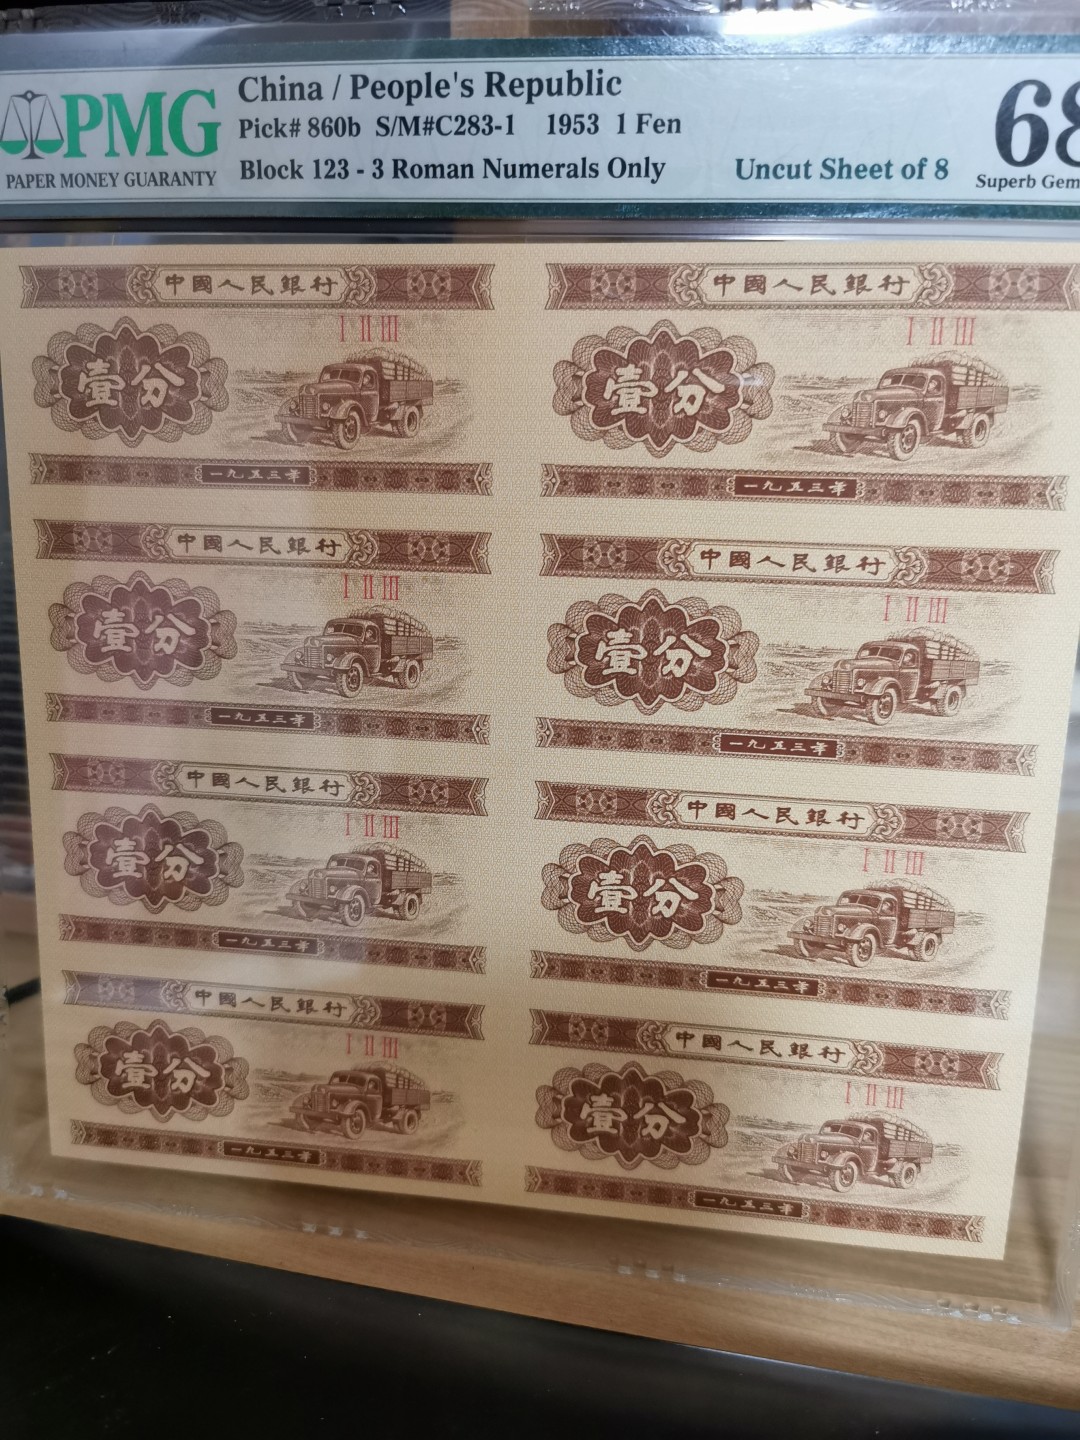 PMG
PAPER MONEY GUARANTY
China / People's Republic
Pick# 860b S/M#C283-1 1953 1 Fen
Block 123 - 3 Roman Numerals Only
Uncut Sheet of 8
68
Superb Gem
中國人民銀行
I II III
壹分
一九五三年
中國人民銀行
I II III
壹分
一九五三年
中國人民銀行
I II III
壹分
一九五三年
中國人民銀行
I II III
壹分
一九五三年
中國人民銀行
I II III
壹分
一九五三年
中國人民銀行
I II III
壹分
一九五三年
中國人民銀行
I II III
壹分
一九五三年
中國人民銀行
I II III
壹分
一九五三年